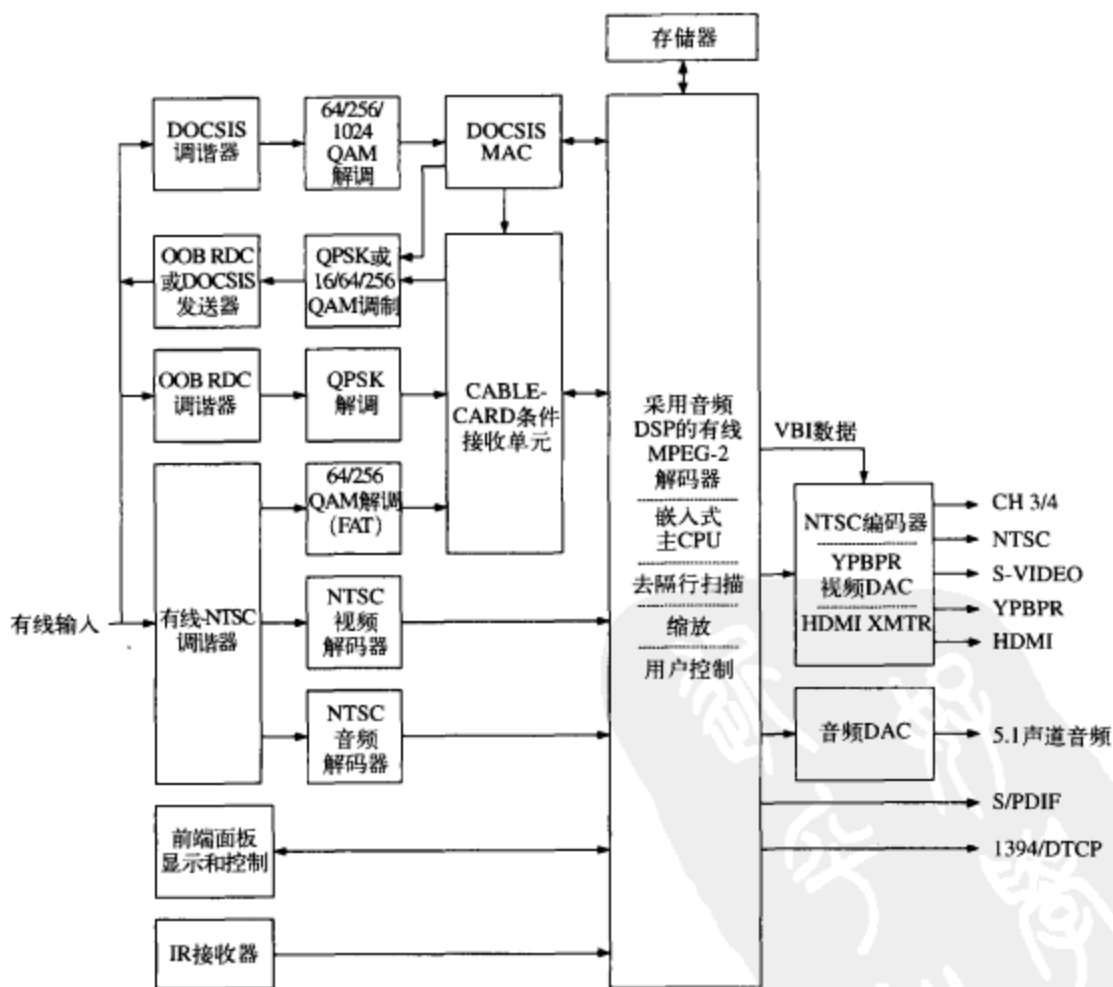 存储器
DOCSIS
调谐器
64/256/
1024
QAM
解调
DOCSIS
MAC
OOB RDC
或DOCSIS
发送器
QPSK或
16/64/256
QAM调制
OOB RDC
调谐器
QPSK
解调
CABLE-
CARD条件
接收单元
有线输入
有线-NTSC
调谐器
64/256
QAM解调
(FAT)
NTSC
视频
解码器
NTSC
音频
解码器
前端面板
显示和控制
IR接收器
采用音频
DSP的有线
MPEG-2
解码器
嵌入式
主CPU
去隔行扫描
缩放
用户控制
VBI数据
NTSC编码器
YPBPR
视频DAC
HDMI XMTR
CH 3/4
NTSC
S-VIDEO
YPBPR
HDMI
音频DAC
5.1声道音频
S/PDIF
1394/DTCP